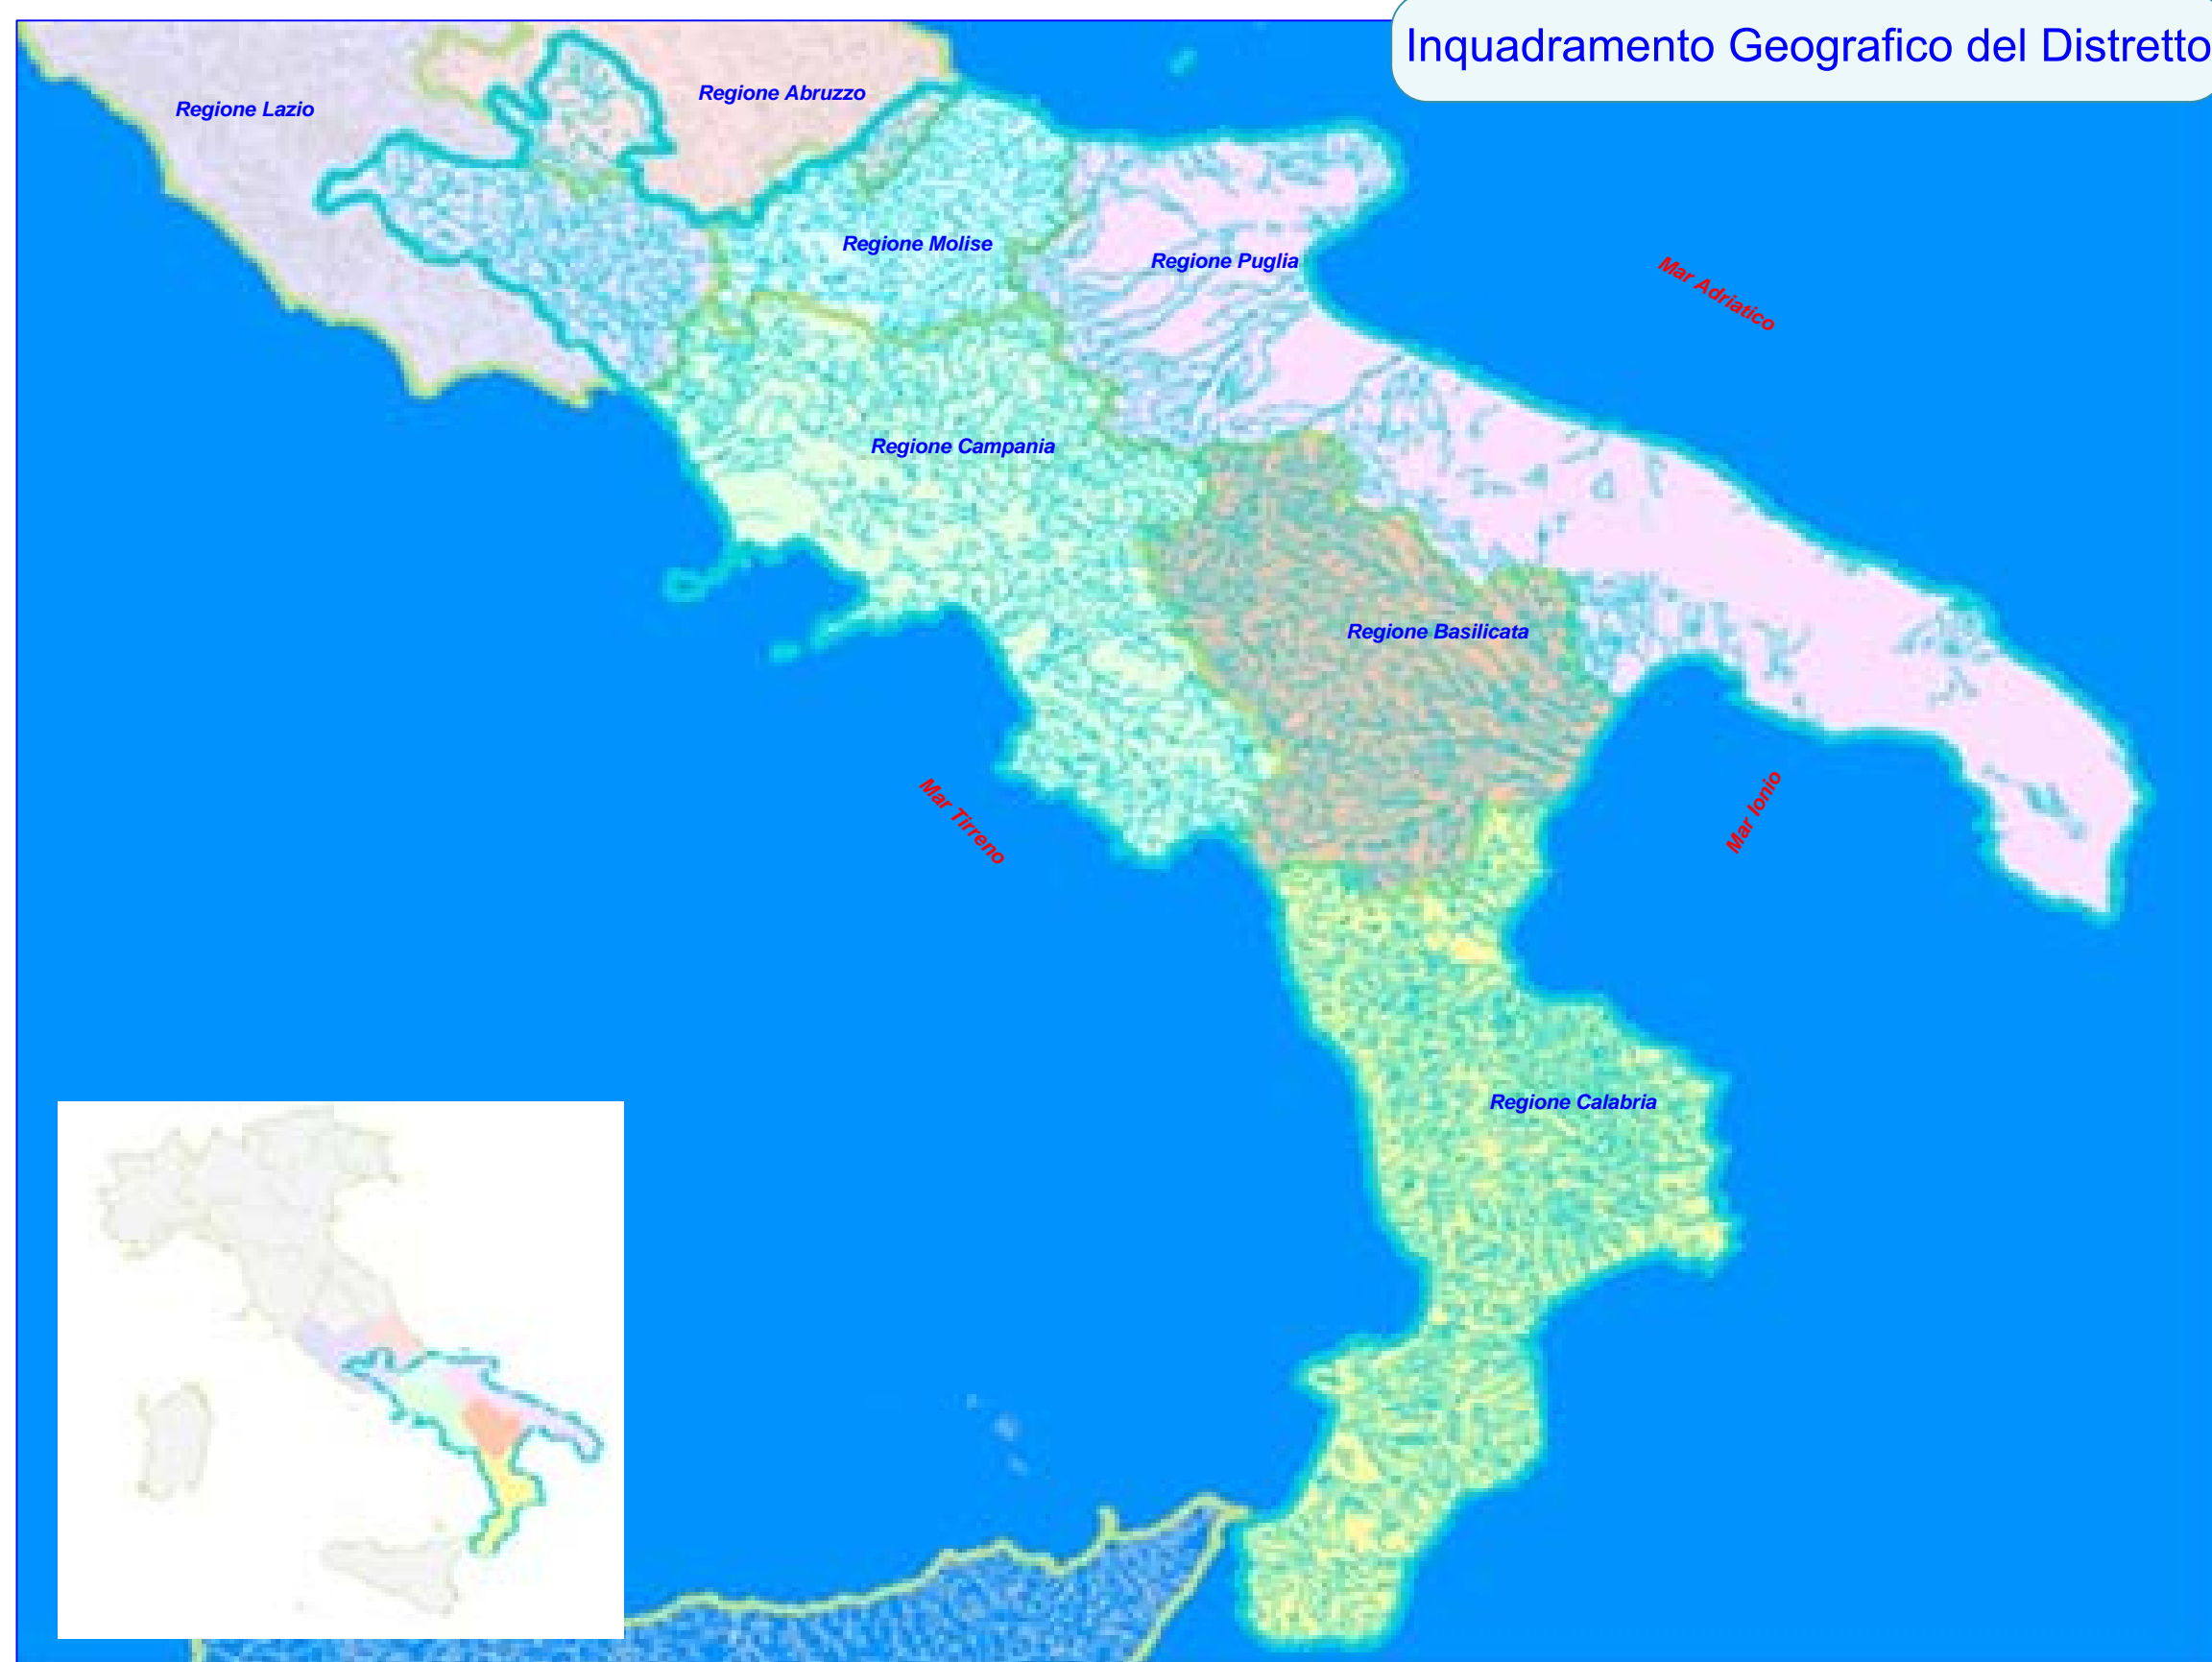 Inquadramento Geografico del Distretto
Regione Abruzzo
Regione Lazio
Regione Molise
Regione Puglia
Mar Adriatico
Regione Campania
Regione Basilicata
Mar Tirreno
Mar Ionio
Regione Calabria